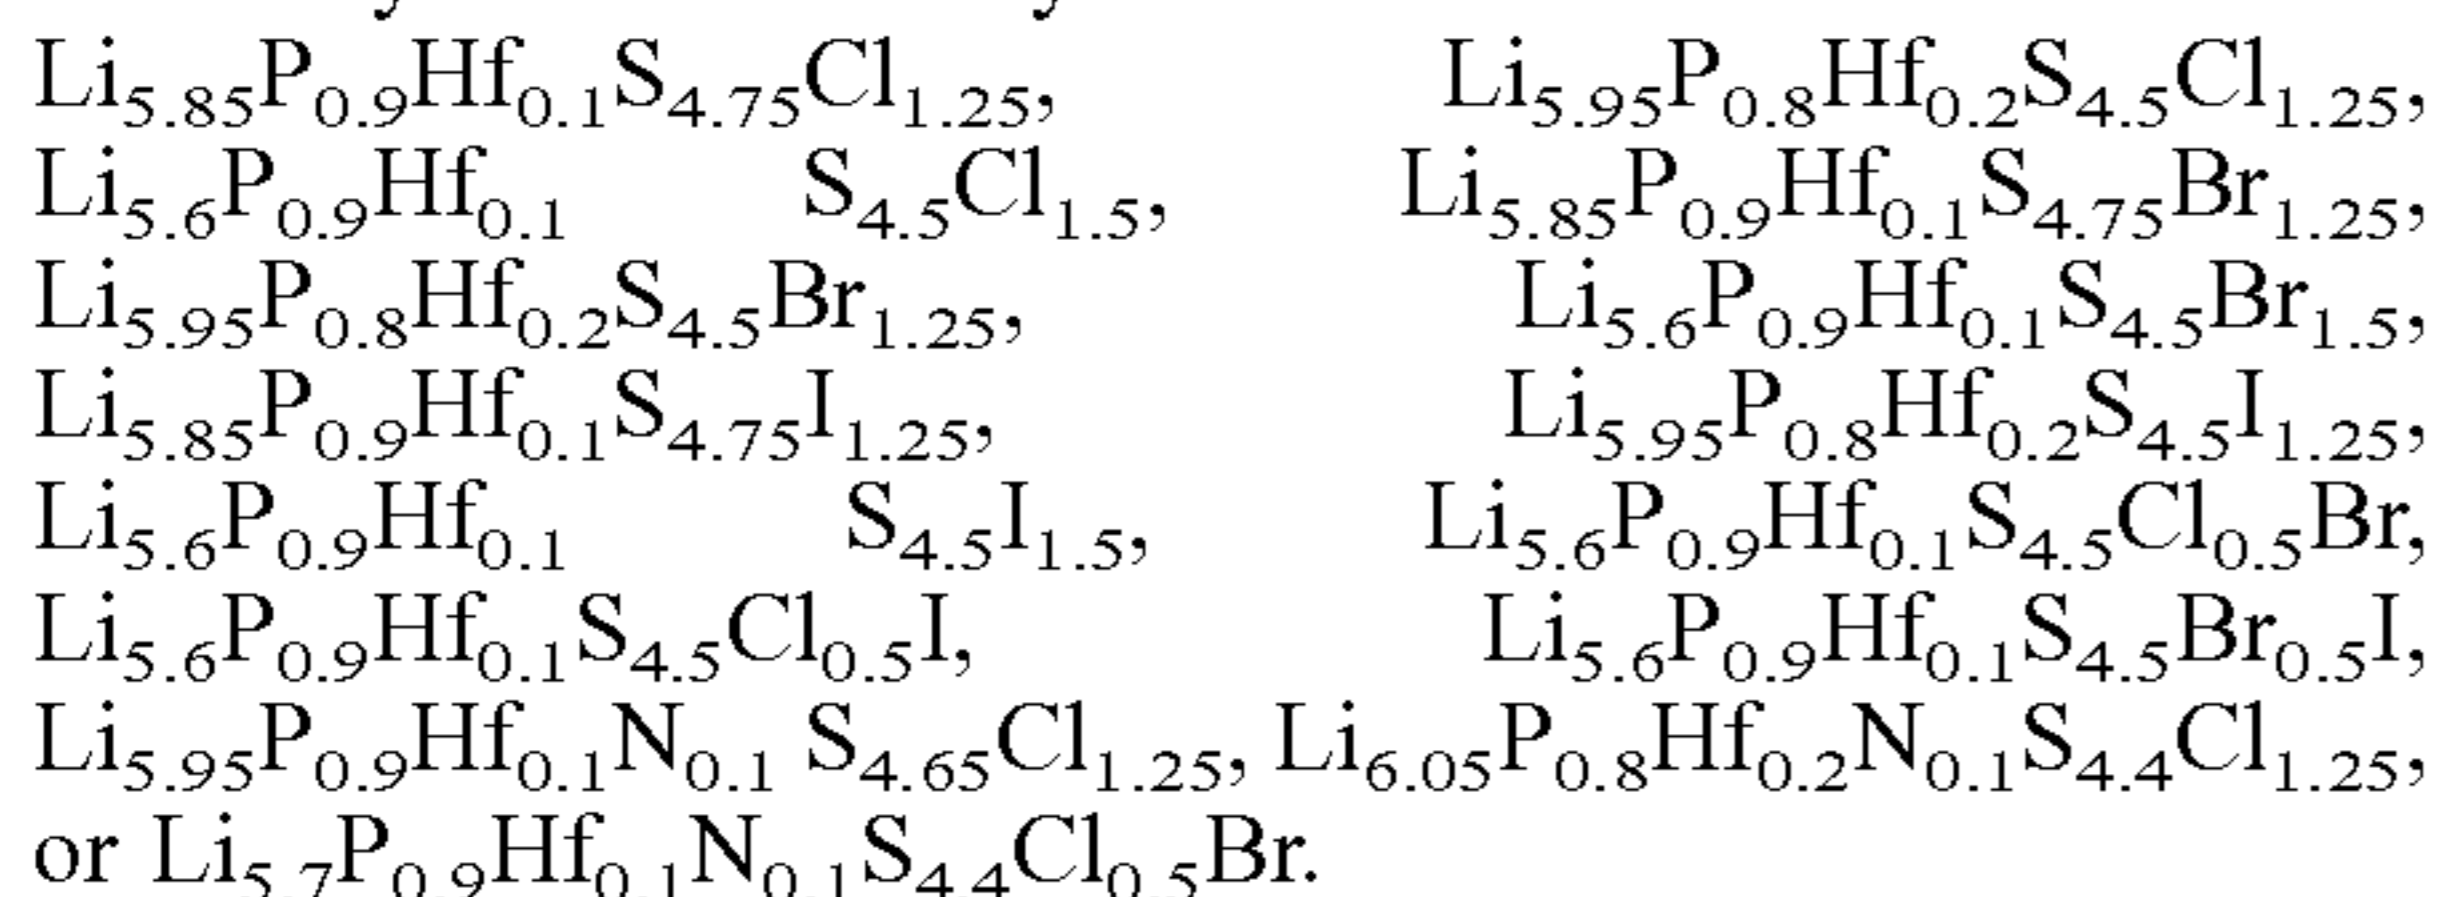 Li5.85P0.9Hf0.1S4.75Cl1.25, Li5.95P0.8Hf0.2S4.5Cl1.25,
Li5.6P0.9Hf0.1 S4.5Cl1.5, Li5.85P0.9Hf0.1S4.75Br1.25,
Li5.95P0.8Hf0.2S4.5Br1.25, Li5.6P0.9Hf0.1S4.5Br1.5,
Li5.85P0.9Hf0.1S4.75I1.25, Li5.95P0.8Hf0.2S4.5I1.25,
Li5.6P0.9Hf0.1 S4.5I1.5, Li5.6P0.9Hf0.1S4.5Cl0.5Br,
Li5.6P0.9Hf0.1S4.5Cl0.5I, Li5.6P0.9Hf0.1S4.5Br0.5I,
Li5.95P0.9Hf0.1N0.1 S4.65Cl1.25, Li6.05P0.8Hf0.2N0.1S4.4Cl1.25,
or Li5.7P0.9Hf0.1N0.1S4.4Cl0.5Br.